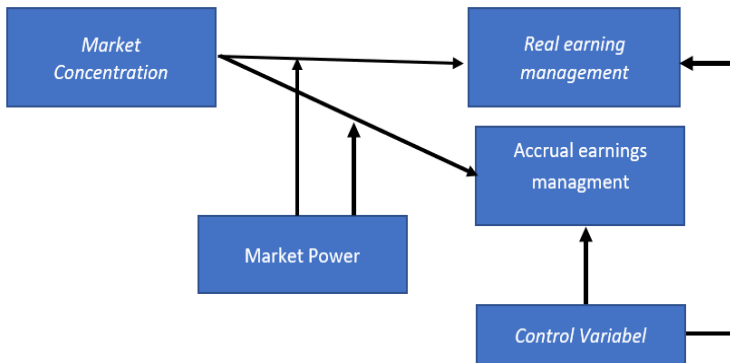 Market
Concentration
Real earning
management
Accrual earnings
managment
Market Power
Control Variabel